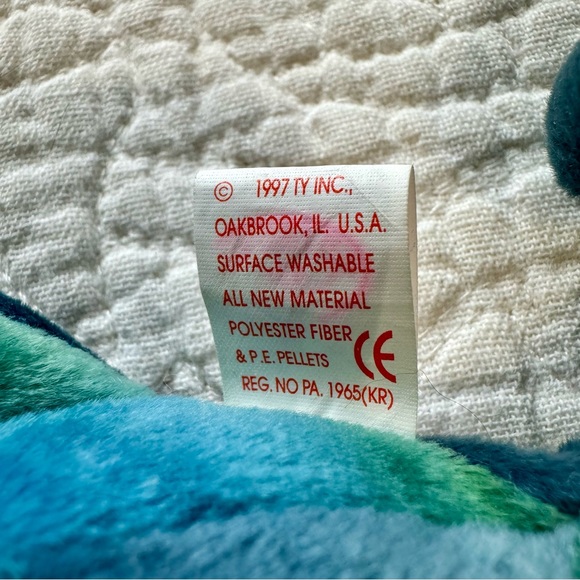 © 1997 TY INC.,
OAKBROOK, IL. U.S.A.
SURFACE WASHABLE
ALL NEW MATERIAL
POLYESTER FIBER
& P.E. PELLETS CE
REG. NO PA. 1965(KR)